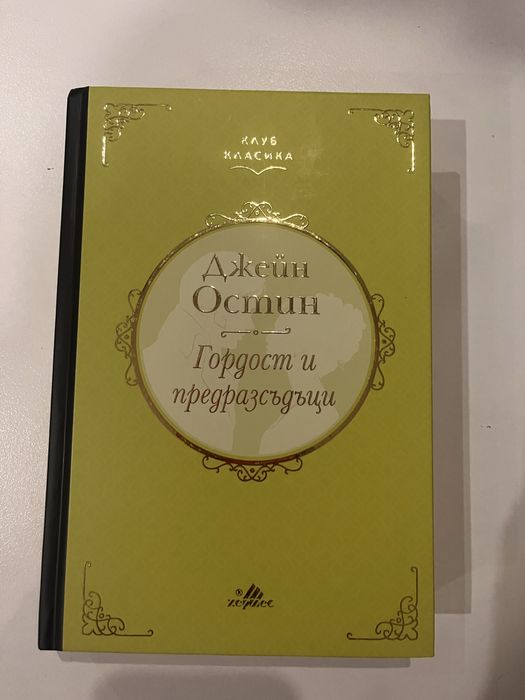 КЛУБ
КЛАСИКА
Джейн
Остин
Гордост и
предразсъдъци
®
хермес